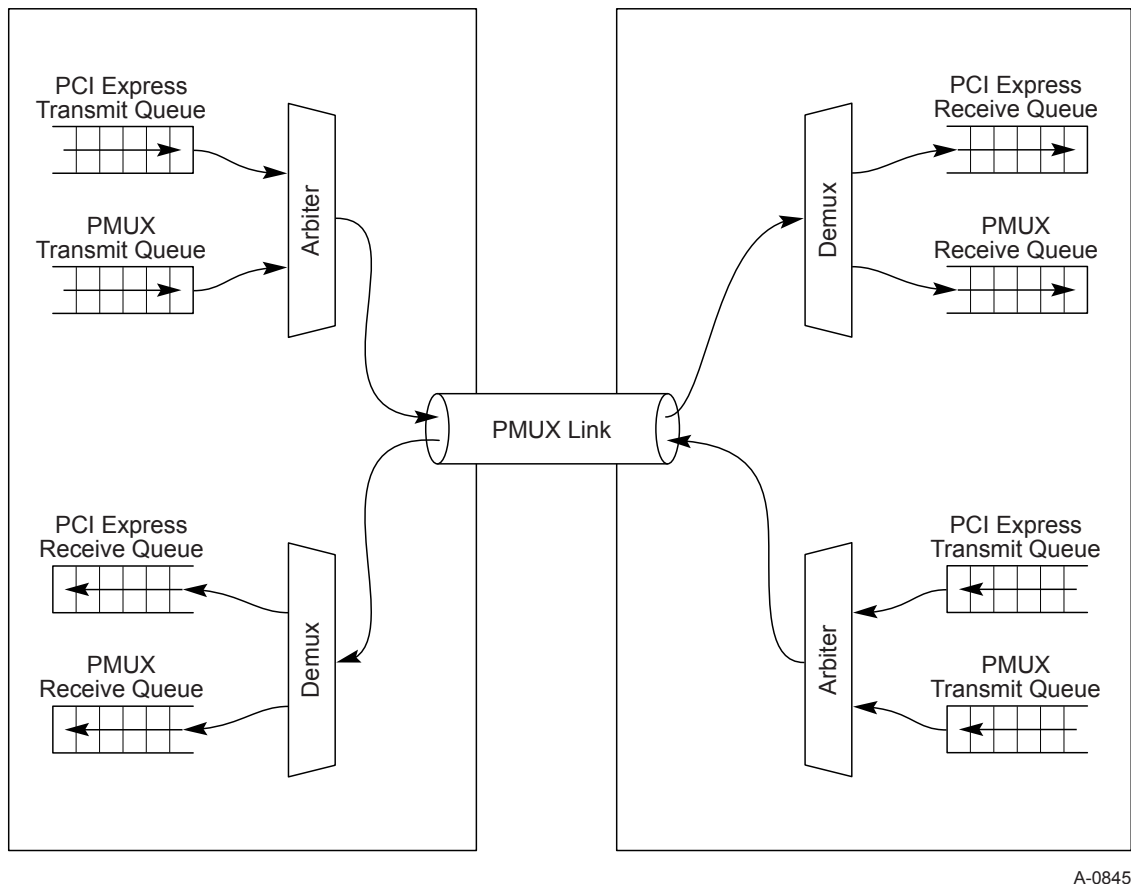 PCI Express
Transmit Queue
PMUX
Transmit Queue
Arbiter
Demux
PCI Express
Receive Queue
PMUX
Receive Queue
PMUX Link
PCI Express
Receive Queue
PMUX
Receive Queue
Demux
Arbiter
PCI Express
Transmit Queue
PMUX
Transmit Queue
A-0845